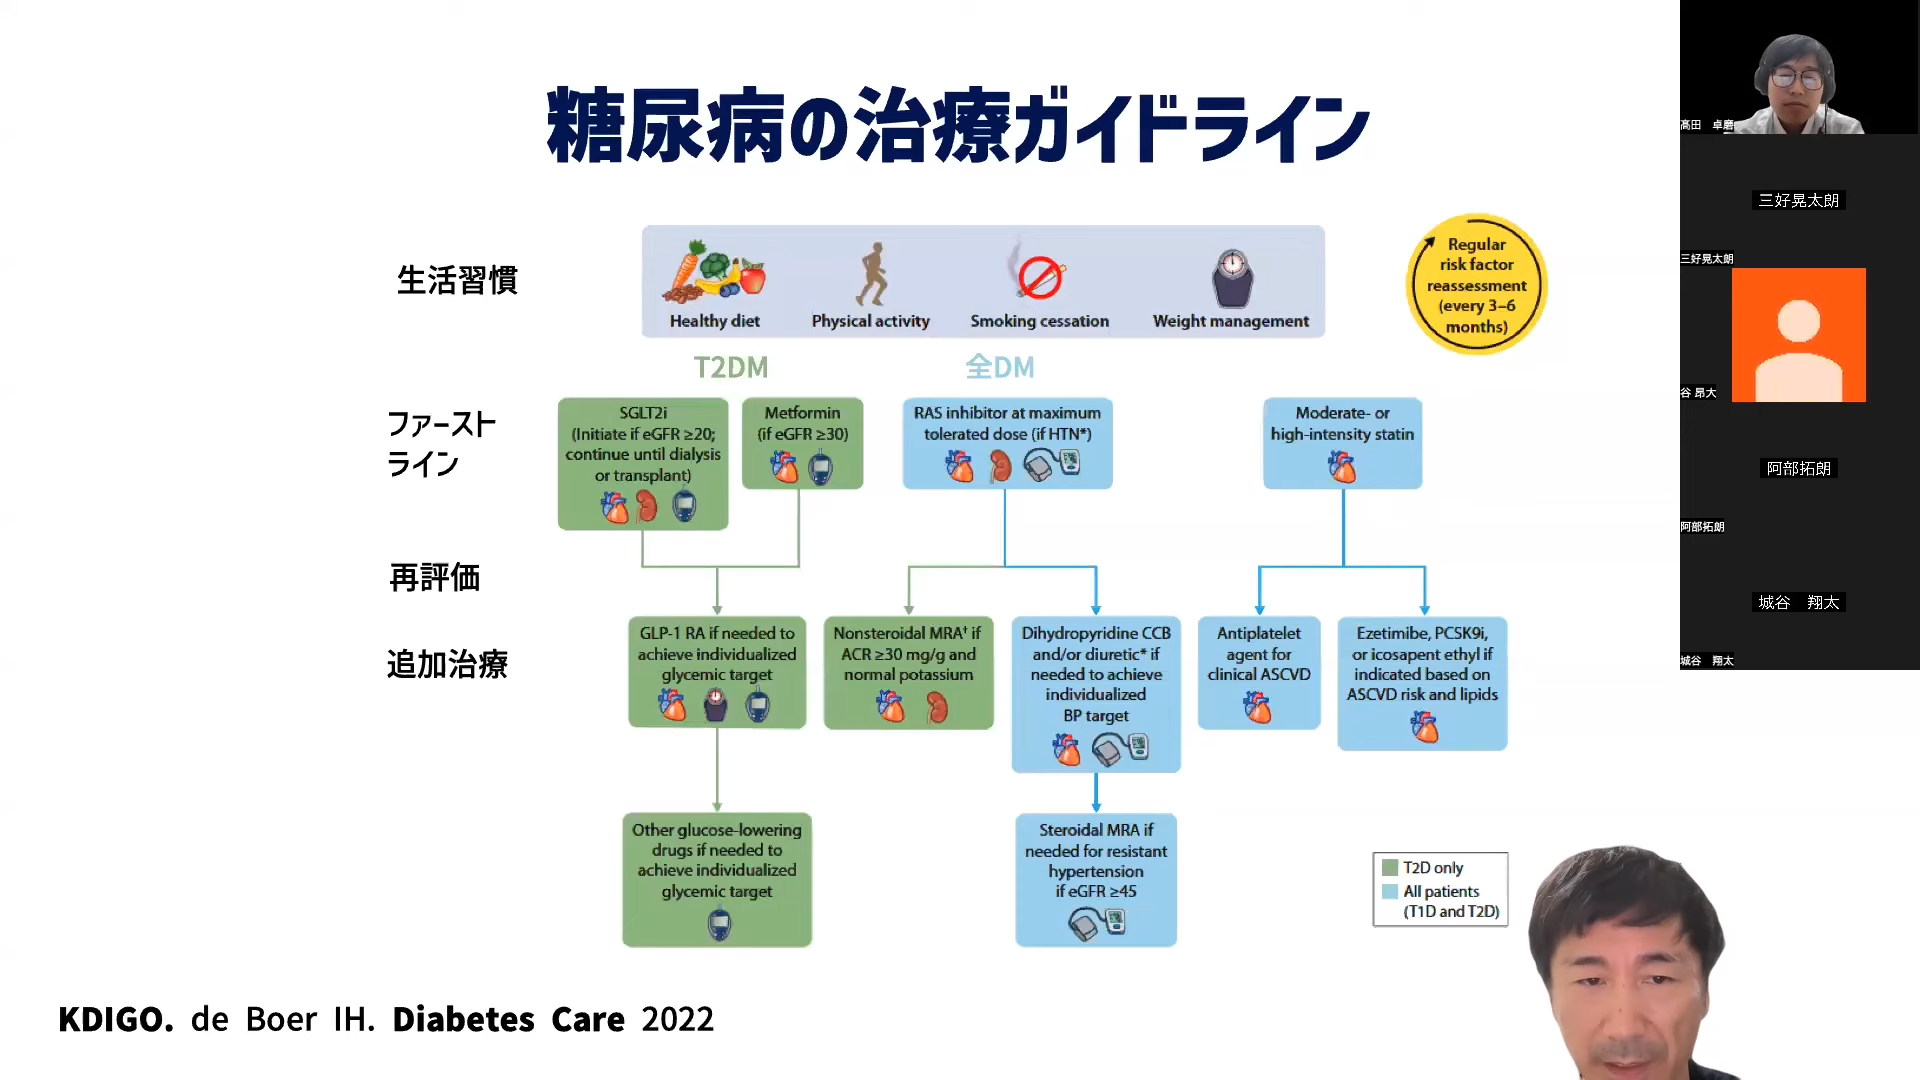 糖尿病の治療ガイドライン
生活習慣
Healthy diet
Physical activity
Smoking cessation
Weight management
Regular
risk factor
reassessment
(every 3–6
months)
T2DM
全DM
ファースト
ライン
SGLT2i
(Initiate if eGFR ≥20;
continue until dialysis
or transplant)
Metformin
(if eGFR ≥30)
RAS inhibitor at maximum
tolerated dose (if HTN*)
Moderate- or
high-intensity statin
再評価
追加治療
GLP-1 RA if needed to
achieve individualized
glycemic target
Nonsteroidal MRA† if
ACR ≥30 mg/g and
normal potassium
Dihydropyridine CCB
and/or diuretic* if
needed to achieve
individualized
BP target
Antiplatelet
agent for
clinical ASCVD
Ezetimibe, PCSK9i,
or icosapent ethyl if
indicated based on
ASCVD risk and lipids
Other glucose-lowering
drugs if needed to
achieve individualized
glycemic target
Steroidal MRA if
needed for resistant
hypertension
if eGFR ≥45
T2D only
All patients
(T1D and T2D)
KDIGO. de Boer IH. Diabetes Care 2022
髙田 卓磨
三好晃太朗
三好晃太朗
谷 昂大
阿部拓朗
阿部拓朗
城谷 翔太
城谷 翔太